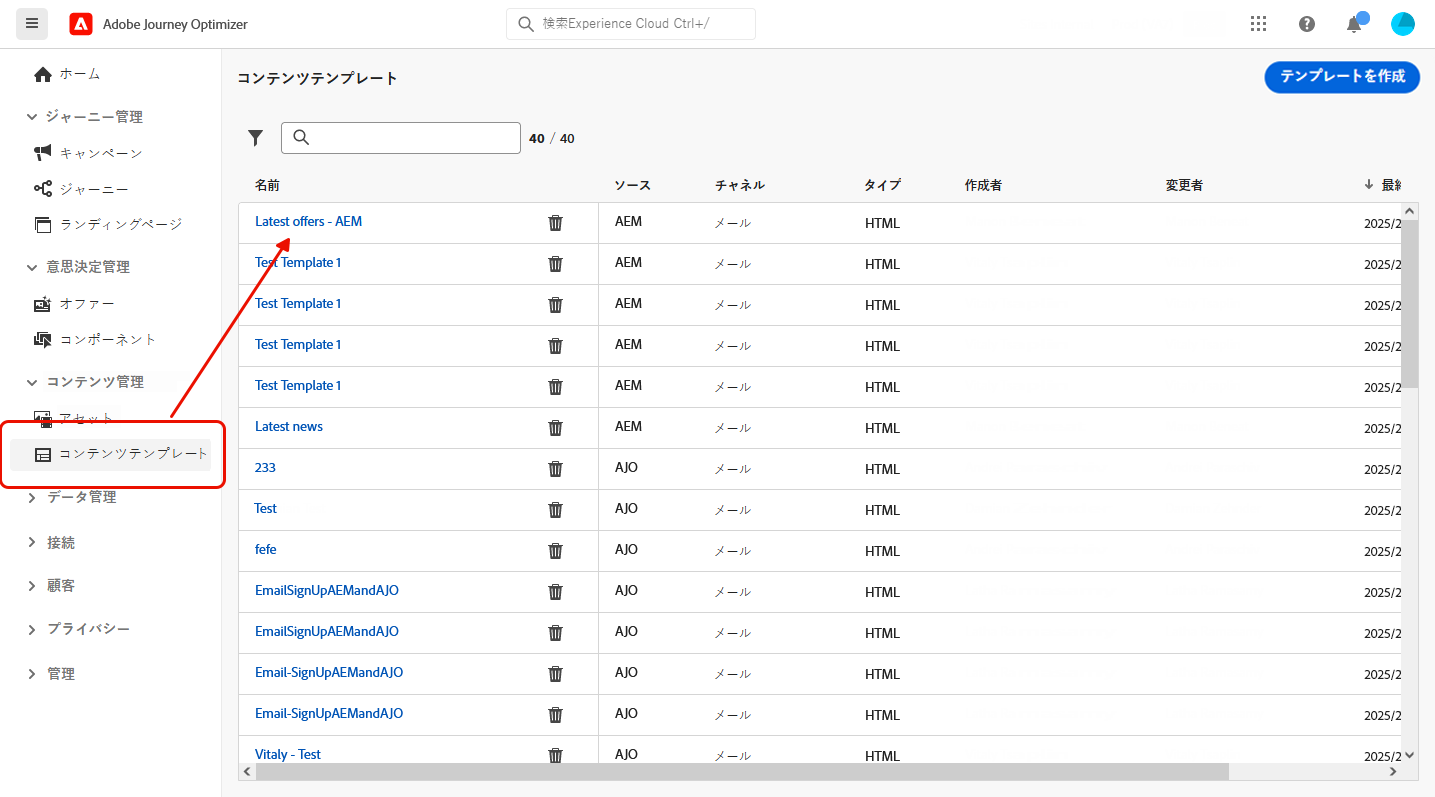 Adobe Journey Optimizer
検索Experience Cloud Ctrl+/
ホーム
ジャーニー管理
キャンペーン
ジャーニー
ランディングページ
意思決定管理
オファー
コンポーネント
コンテンツ管理
アセット
コンテンツテンプレート
データ管理
接続
顧客
プライバシー
管理
コンテンツテンプレート
テンプレートを作成
40 / 40
名前 ソース チャネル タイプ 作成者 変更者 最終
Latest offers - AEM AEM メール HTML 2025/2
Test Template 1 AEM メール HTML 2025/2
Test Template 1 AEM メール HTML 2025/2
Test Template 1 AEM メール HTML 2025/2
Test Template 1 AEM メール HTML 2025/2
Latest news AEM メール HTML 2025/2
233 AJO メール HTML 2025/2
Test AJO メール HTML 2025/2
fefe AJO メール HTML 2025/2
EmailSignUpAEMandAJO AJO メール HTML 2025/2
EmailSignUpAEMandAJO AJO メール HTML 2025/2
Email-SignUpAEMandAJO AJO メール HTML 2025/2
Email-SignUpAEMandAJO AJO メール HTML 2025/2
Vitaly - Test AJO メール HTML 2025/2